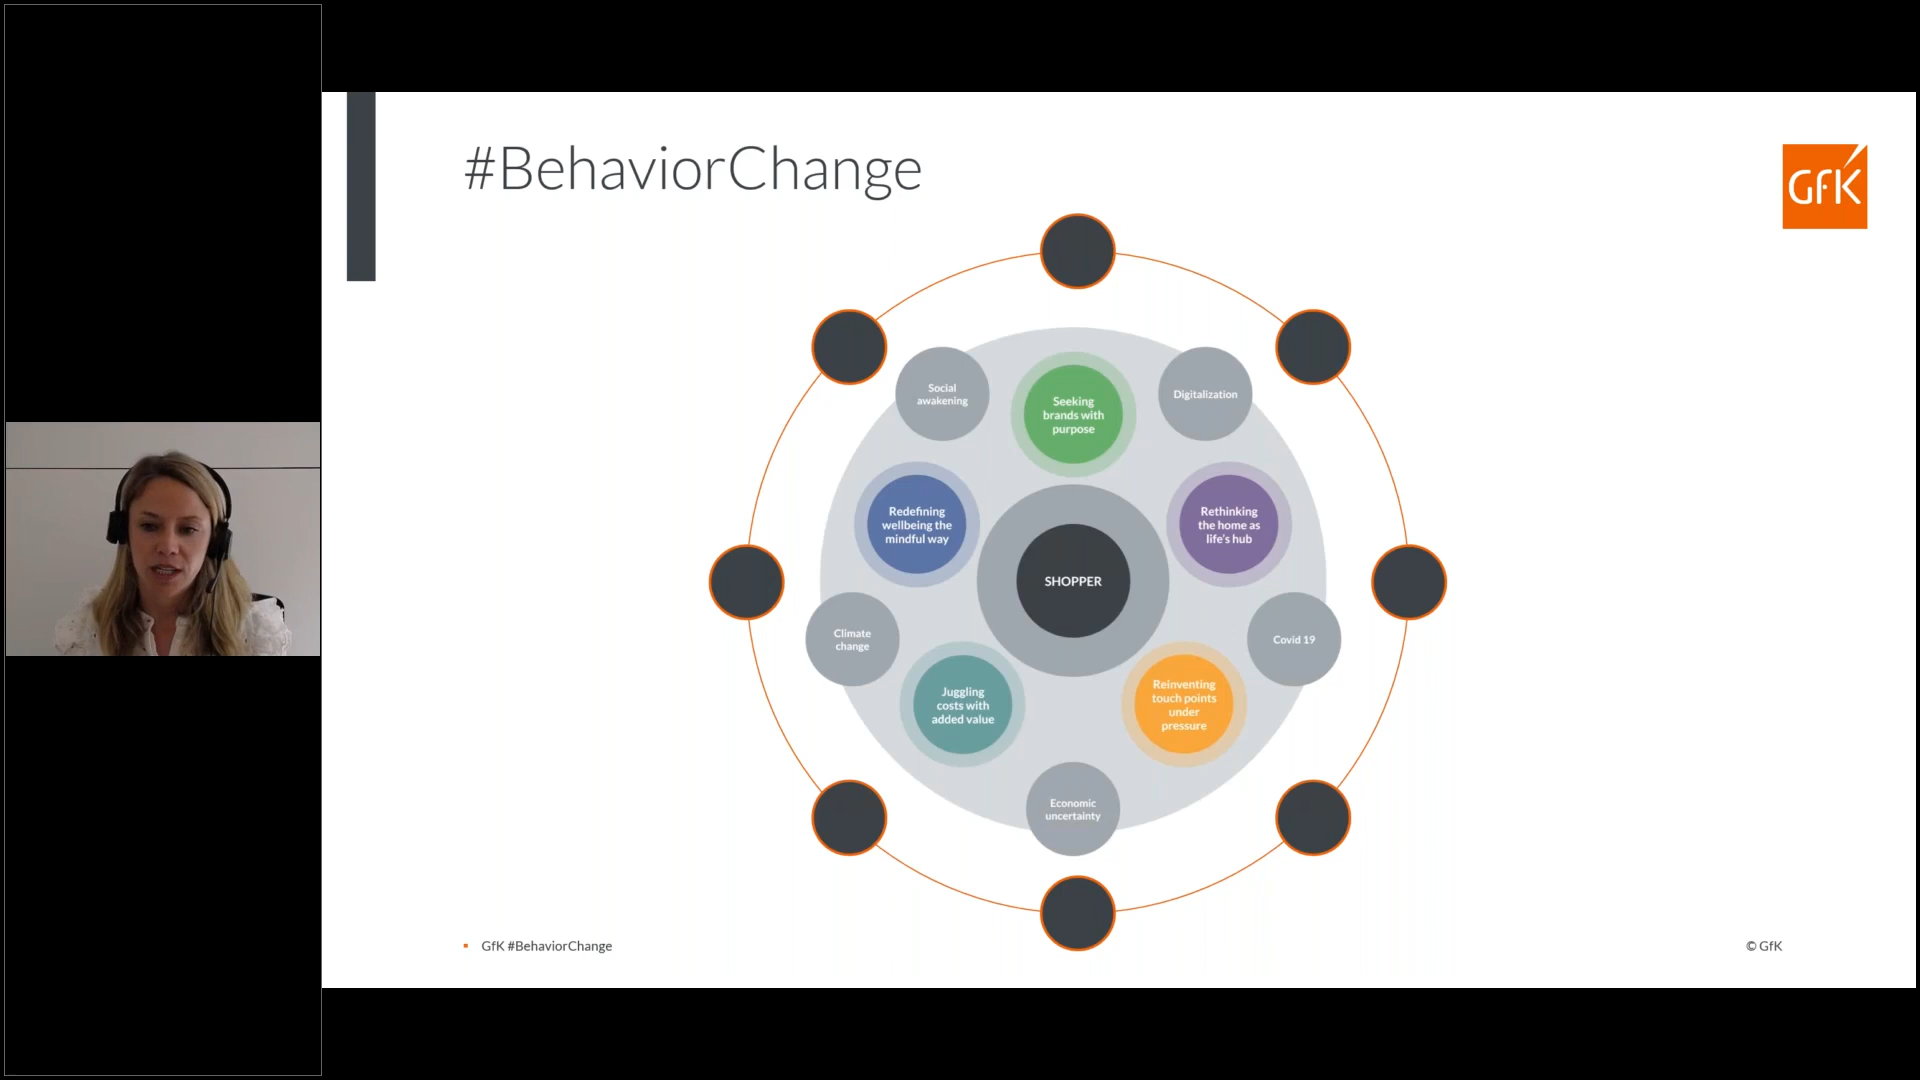 #BehaviorChange
GfK
Social
awakening
Seeking
brands with
purpose
Digitalization
Redefining
wellbeing the
mindful way
Rethinking
the home as
life's hub
SHOPPER
Climate
change
Covid 19
Juggling
costs with
added value
Reinventing
touch points
under
pressure
Economic
uncertainty
▪ GfK #BehaviorChange
© GfK